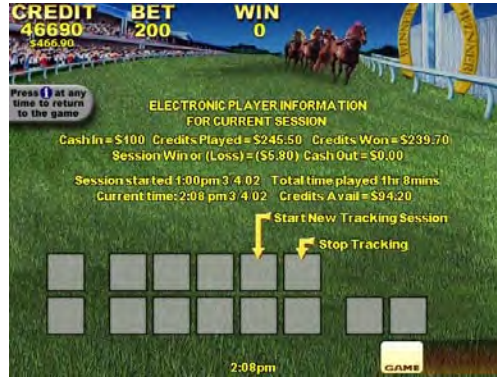 CREDIT BET WIN
46690 200 0
$466.90
WINNER
WINNER
Press i at any
time to return
to the game
ELECTRONIC PLAYER INFORMATION
FOR CURRENT SESSION
Cash In = $100 Credits Played = $245.50 Credits Won = $239.70
Session Win or (Loss) = ($5.80) Cash Out = $0.00
Session started 1:00pm 3/4/02 Total time played 1hr 8mins
Current time: 2:08 pm 3/4/02 Credits Avail = $94.20
Start New Tracking Session
Stop Tracking
2:08pm
GAME